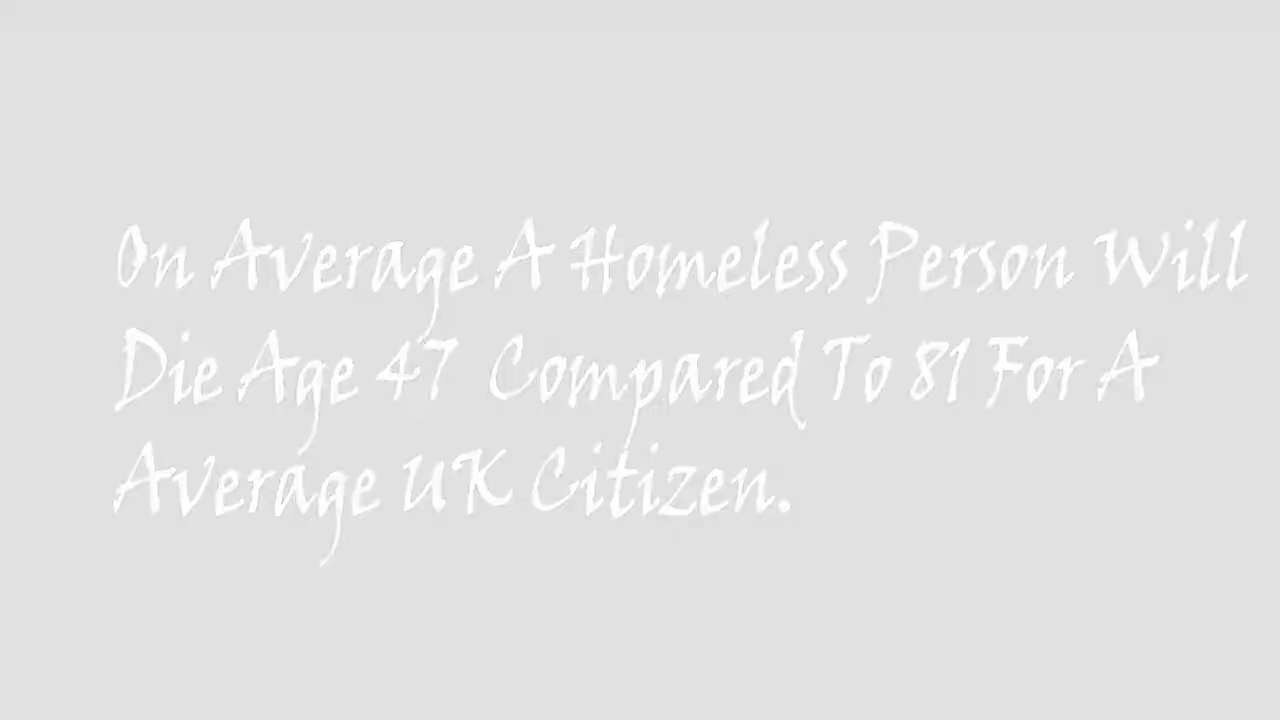 On Average A Homeless Person Will
Die Age 47 Compared To 81 For A
Average UK Citizen.